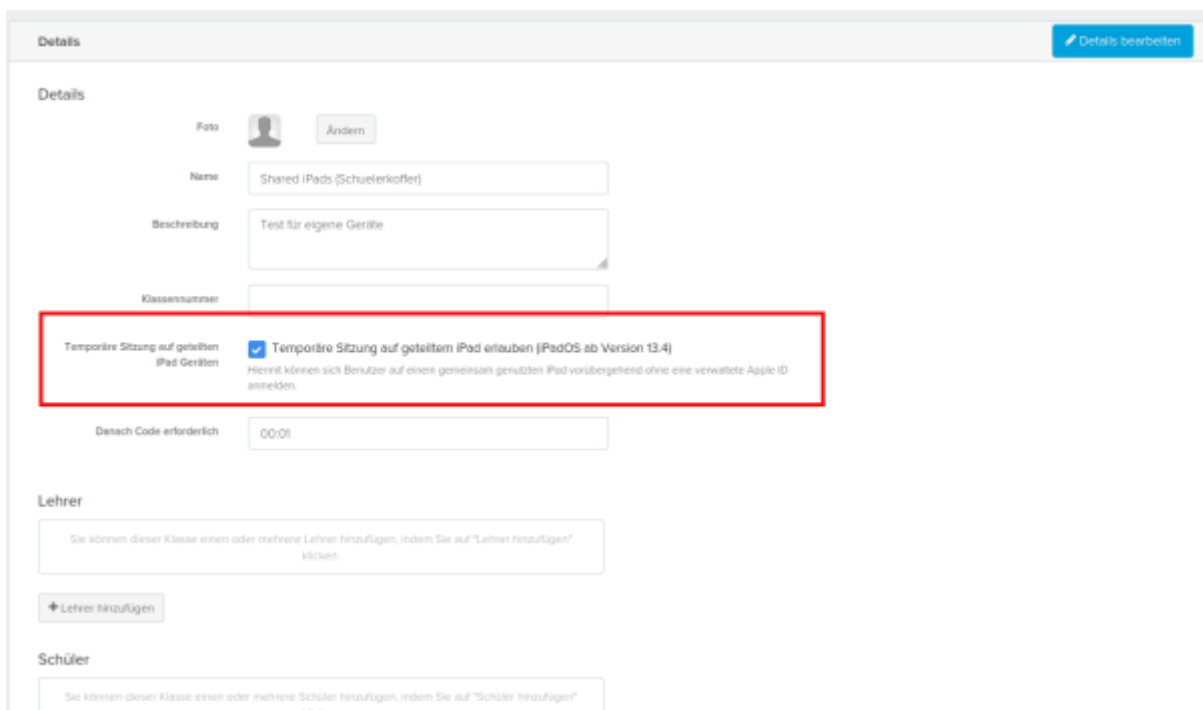 Details
Details bearbeiten
Details
Foto
Ändern
Name
Shared iPads (Schuelerkoffer)
Beschreibung
Test für eigene Geräte
Klassennummer
Temporäre Sitzung auf geteilten
iPad Geräten
Temporäre Sitzung auf geteiltem iPad erlauben (iPadOS ab Version 13.4)
Hiermit können sich Benutzer auf einem gemeinsam genutzten iPad vorübergehend ohne eine verwaltete Apple ID
anmelden.
Danach Code erforderlich
00:01
Lehrer
Sie können dieser Klasse einen oder mehrere Lehrer hinzufügen, indem Sie auf "Lehrer hinzufügen"
klicken.
+ Lehrer hinzufügen
Schüler
Sie können dieser Klasse einen oder mehrere Schüler hinzufügen, indem Sie auf "Schüler hinzufügen"